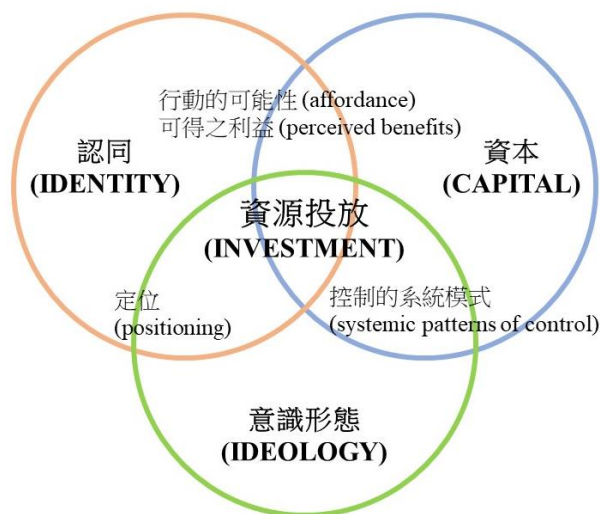 行動的可能性 (affordance)
可得之利益 (perceived benefits)
認同
(IDENTITY)
資本
(CAPITAL)
資源投放
(INVESTMENT)
定位
(positioning)
控制的系統模式
(systemic patterns of control)
意識形態
(IDEOLOGY)